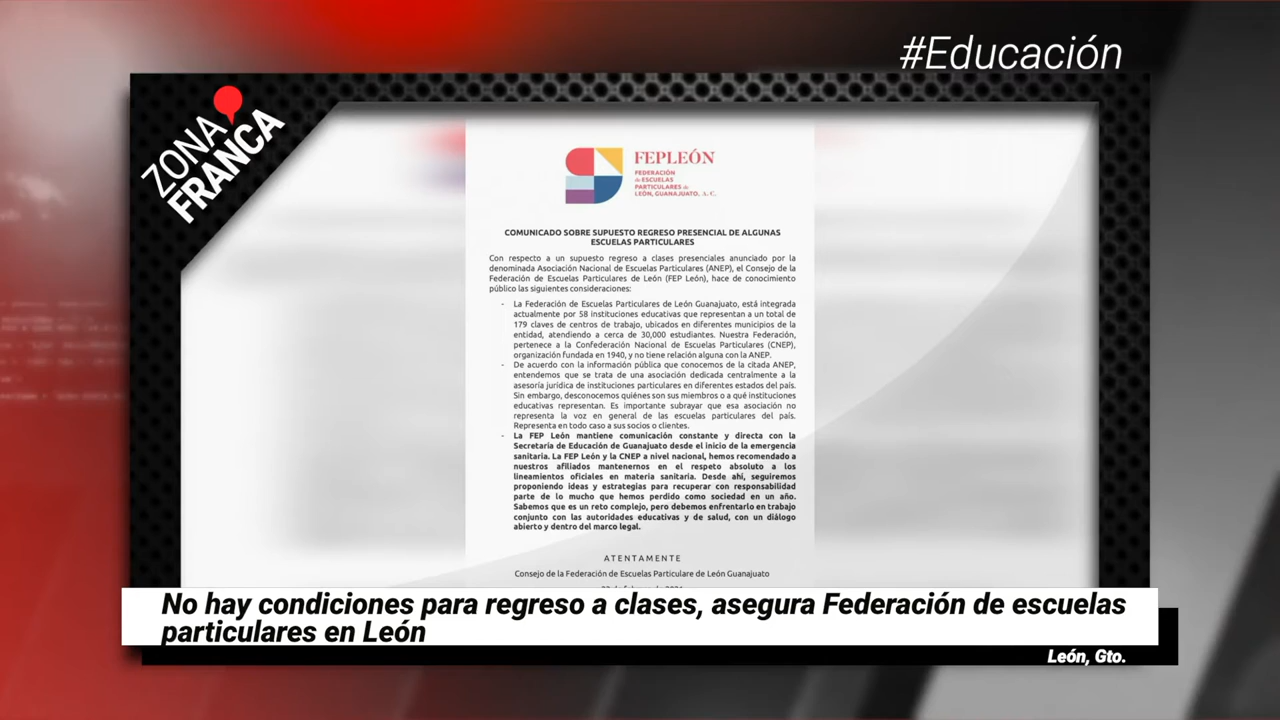 #Educación
ZONA
FRANCA
FEPLEÓN
FEDERACIÓN
de ESCUELAS
PARTICULARES de
LEÓN, GUANAJUATO, A. C.
COMUNICADO SOBRE SUPUESTO REGRESO PRESENCIAL DE ALGUNAS
ESCUELAS PARTICULARES
Con respecto a un supuesto regreso a clases presenciales anunciado por la
denominada Asociación Nacional de Escuelas Particulares (ANEP), el Consejo de la
Federación de Escuelas Particulares de León (FEP León), hace de conocimiento
público las siguientes consideraciones:
- La Federación de Escuelas Particulares de León Guanajuato, está integrada
actualmente por 58 instituciones educativas que representan a un total de
179 claves de centros de trabajo, ubicados en diferentes municipios de la
entidad, atendiendo a cerca de 30,000 estudiantes. Nuestra Federación,
pertenece a la Confederación Nacional de Escuelas Particulares (CNEP),
organización fundada en 1940, y no tiene relación alguna con la ANEP.
- De acuerdo con la información pública que conocemos de la citada ANEP,
entendemos que se trata de una asociación dedicada centralmente a la
asesoría jurídica de instituciones particulares en diferentes estados del país.
Sin embargo, desconocemos quiénes son sus miembros o a qué instituciones
educativas representan. Es importante subrayar que esa asociación no
representa la voz en general de las escuelas particulares del país.
Representa en todo caso a sus socios o clientes.
- La FEP León mantiene comunicación constante y directa con la
Secretaría de Educación de Guanajuato desde el inicio de la emergencia
sanitaria. La FEP León y la CNEP a nivel nacional, hemos recomendado a
nuestros afiliados mantenernos en el respeto absoluto a los
lineamientos oficiales en materia sanitaria. Desde ahí, seguiremos
proponiendo ideas y estrategias para recuperar con responsabilidad
parte de lo mucho que hemos perdido como sociedad en un año.
Sabemos que es un reto complejo, pero debemos enfrentarlo en trabajo
conjunto con las autoridades educativas y de salud, con un diálogo
abierto y dentro del marco legal.
ATENTAMENTE
Consejo de la Federación de Escuelas Particulare de León Guanajuato
No hay condiciones para regreso a clases, asegura Federación de escuelas
particulares en León
León, Gto.